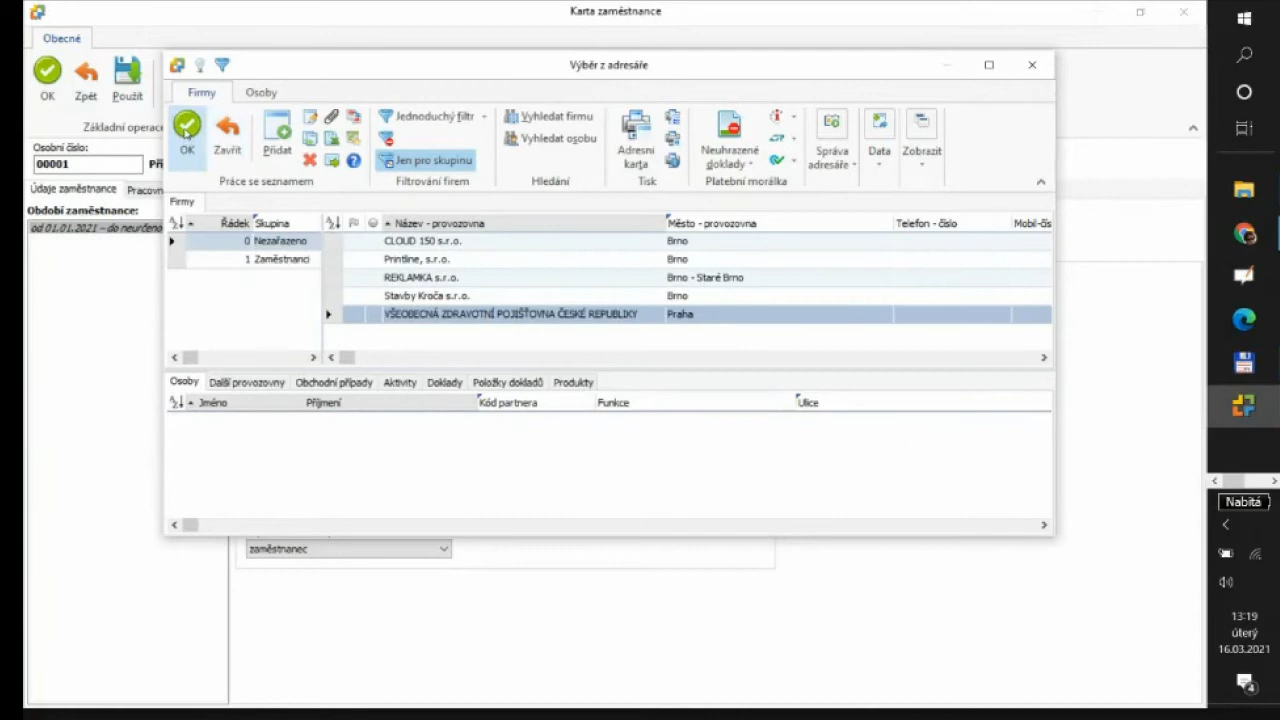 Karta zaměstnance
Obecné
OK
Zpět
Použít
Základní operace
Osobní číslo:
00001
Údaje zaměstnance
Období zaměstnance:
od 01.01.2021 – do neurčeno
Výběr z adresáře
Firmy
Osoby
OK
Zavřít
Přidat
Práce se seznamem
Jednoduchý filtr
Jen pro skupinu
Filtrování firem
Vyhledat firmu
Vyhledat osobu
Hledání
Adresní karta
Tisk
Neuhrazené doklady
Platební morálka
Správa adresáře
Data
Zobrazit
Firmy
Řádek Skupina
0 Nezařazeno
1 Zaměstnanci
Název - provozovna Město - provozovna Telefon - číslo
CLOUD 150 s.r.o. Brno
Printline, s.r.o. Brno
REKLAMKA s.r.o. Brno - Staré Brno
Stavby Kroča s.r.o. Brno
VŠEOBECNÁ ZDRAVOTNÍ POJIŠŤOVNA ČESKÉ REPUBLIKY Praha
Osoby Další provozovny Obchodní případy Aktivity Doklady Položky dokladů Produkty
Jméno Příjmení Kód partnera Funkce Ulice
zaměstnanec
Nabitá
13:19
úterý
16.03.2021
4